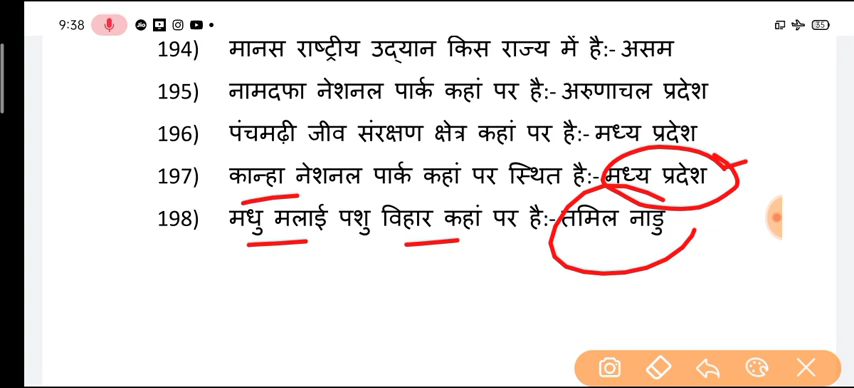 9:38 35
194) मानस राष्ट्रीय उद्यान किस राज्य में है:- असम
195) नामदफा नेशनल पार्क कहां पर है:- अरुणाचल प्रदेश
196) पंचमढ़ी जीव संरक्षण क्षेत्र कहां पर है:- मध्य प्रदेश
197) कान्हा नेशनल पार्क कहां पर स्थित है:- मध्य प्रदेश
198) मधु मलाई पशु विहार कहां पर है:- तमिल नाडु